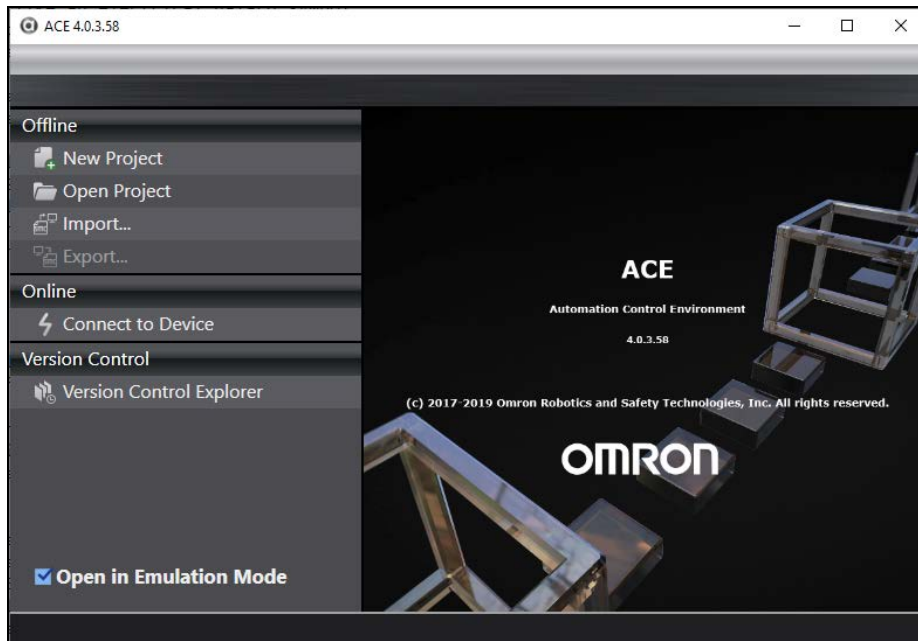 ACE 4.0.3.58
Offline
New Project
Open Project
Import...
Export...
Online
Connect to Device
Version Control
Version Control Explorer
Open in Emulation Mode
ACE
Automation Control Environment
4.0.3.58
(c) 2017-2019 Omron Robotics and Safety Technologies, Inc. All rights reserved.
OMRON